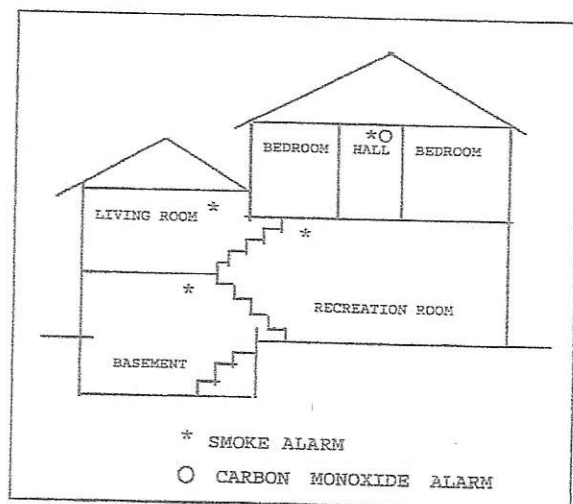 BEDROOM HALL BEDROOM
*O
LIVING ROOM *
*
*
RECREATION ROOM
BASEMENT
* SMOKE ALARM
O CARBON MONOXIDE ALARM